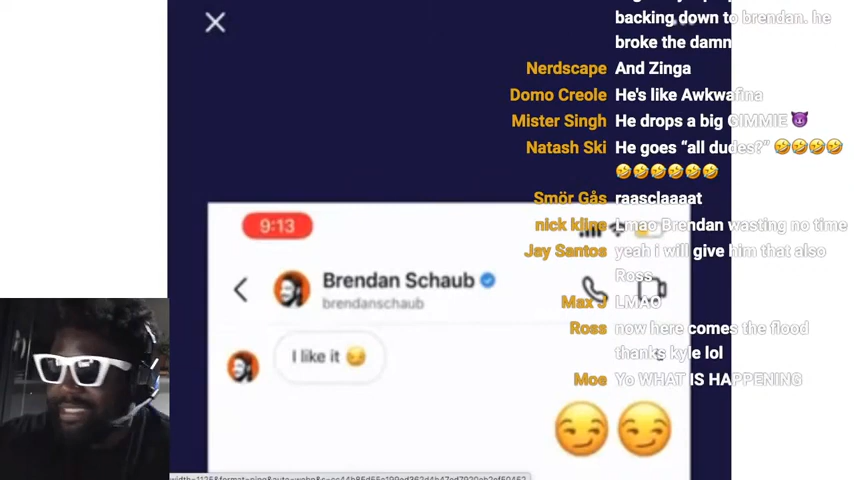 backing down to brendan. he
broke the damn
Nerdscape And Zinga
Domo Creole He's like Awkwafina
Mister Singh He drops a big GIMMIE😈
Natash Ski He goes “all dudes?” 🤣🤣🤣🤣
🤣🤣🤣🤣🤣🤣
Smör Gås raasclaaaat
nick kline Lmao Brendan wasting no time
Jay Santos yeah i will give him that also
Ross
Max J LMAO
Ross now here comes the flood
thanks kyle lol
Moe Yo WHAT IS HAPPENING
9:13
Brendan Schaub
brendanschaub
I like it 😏
😏😏